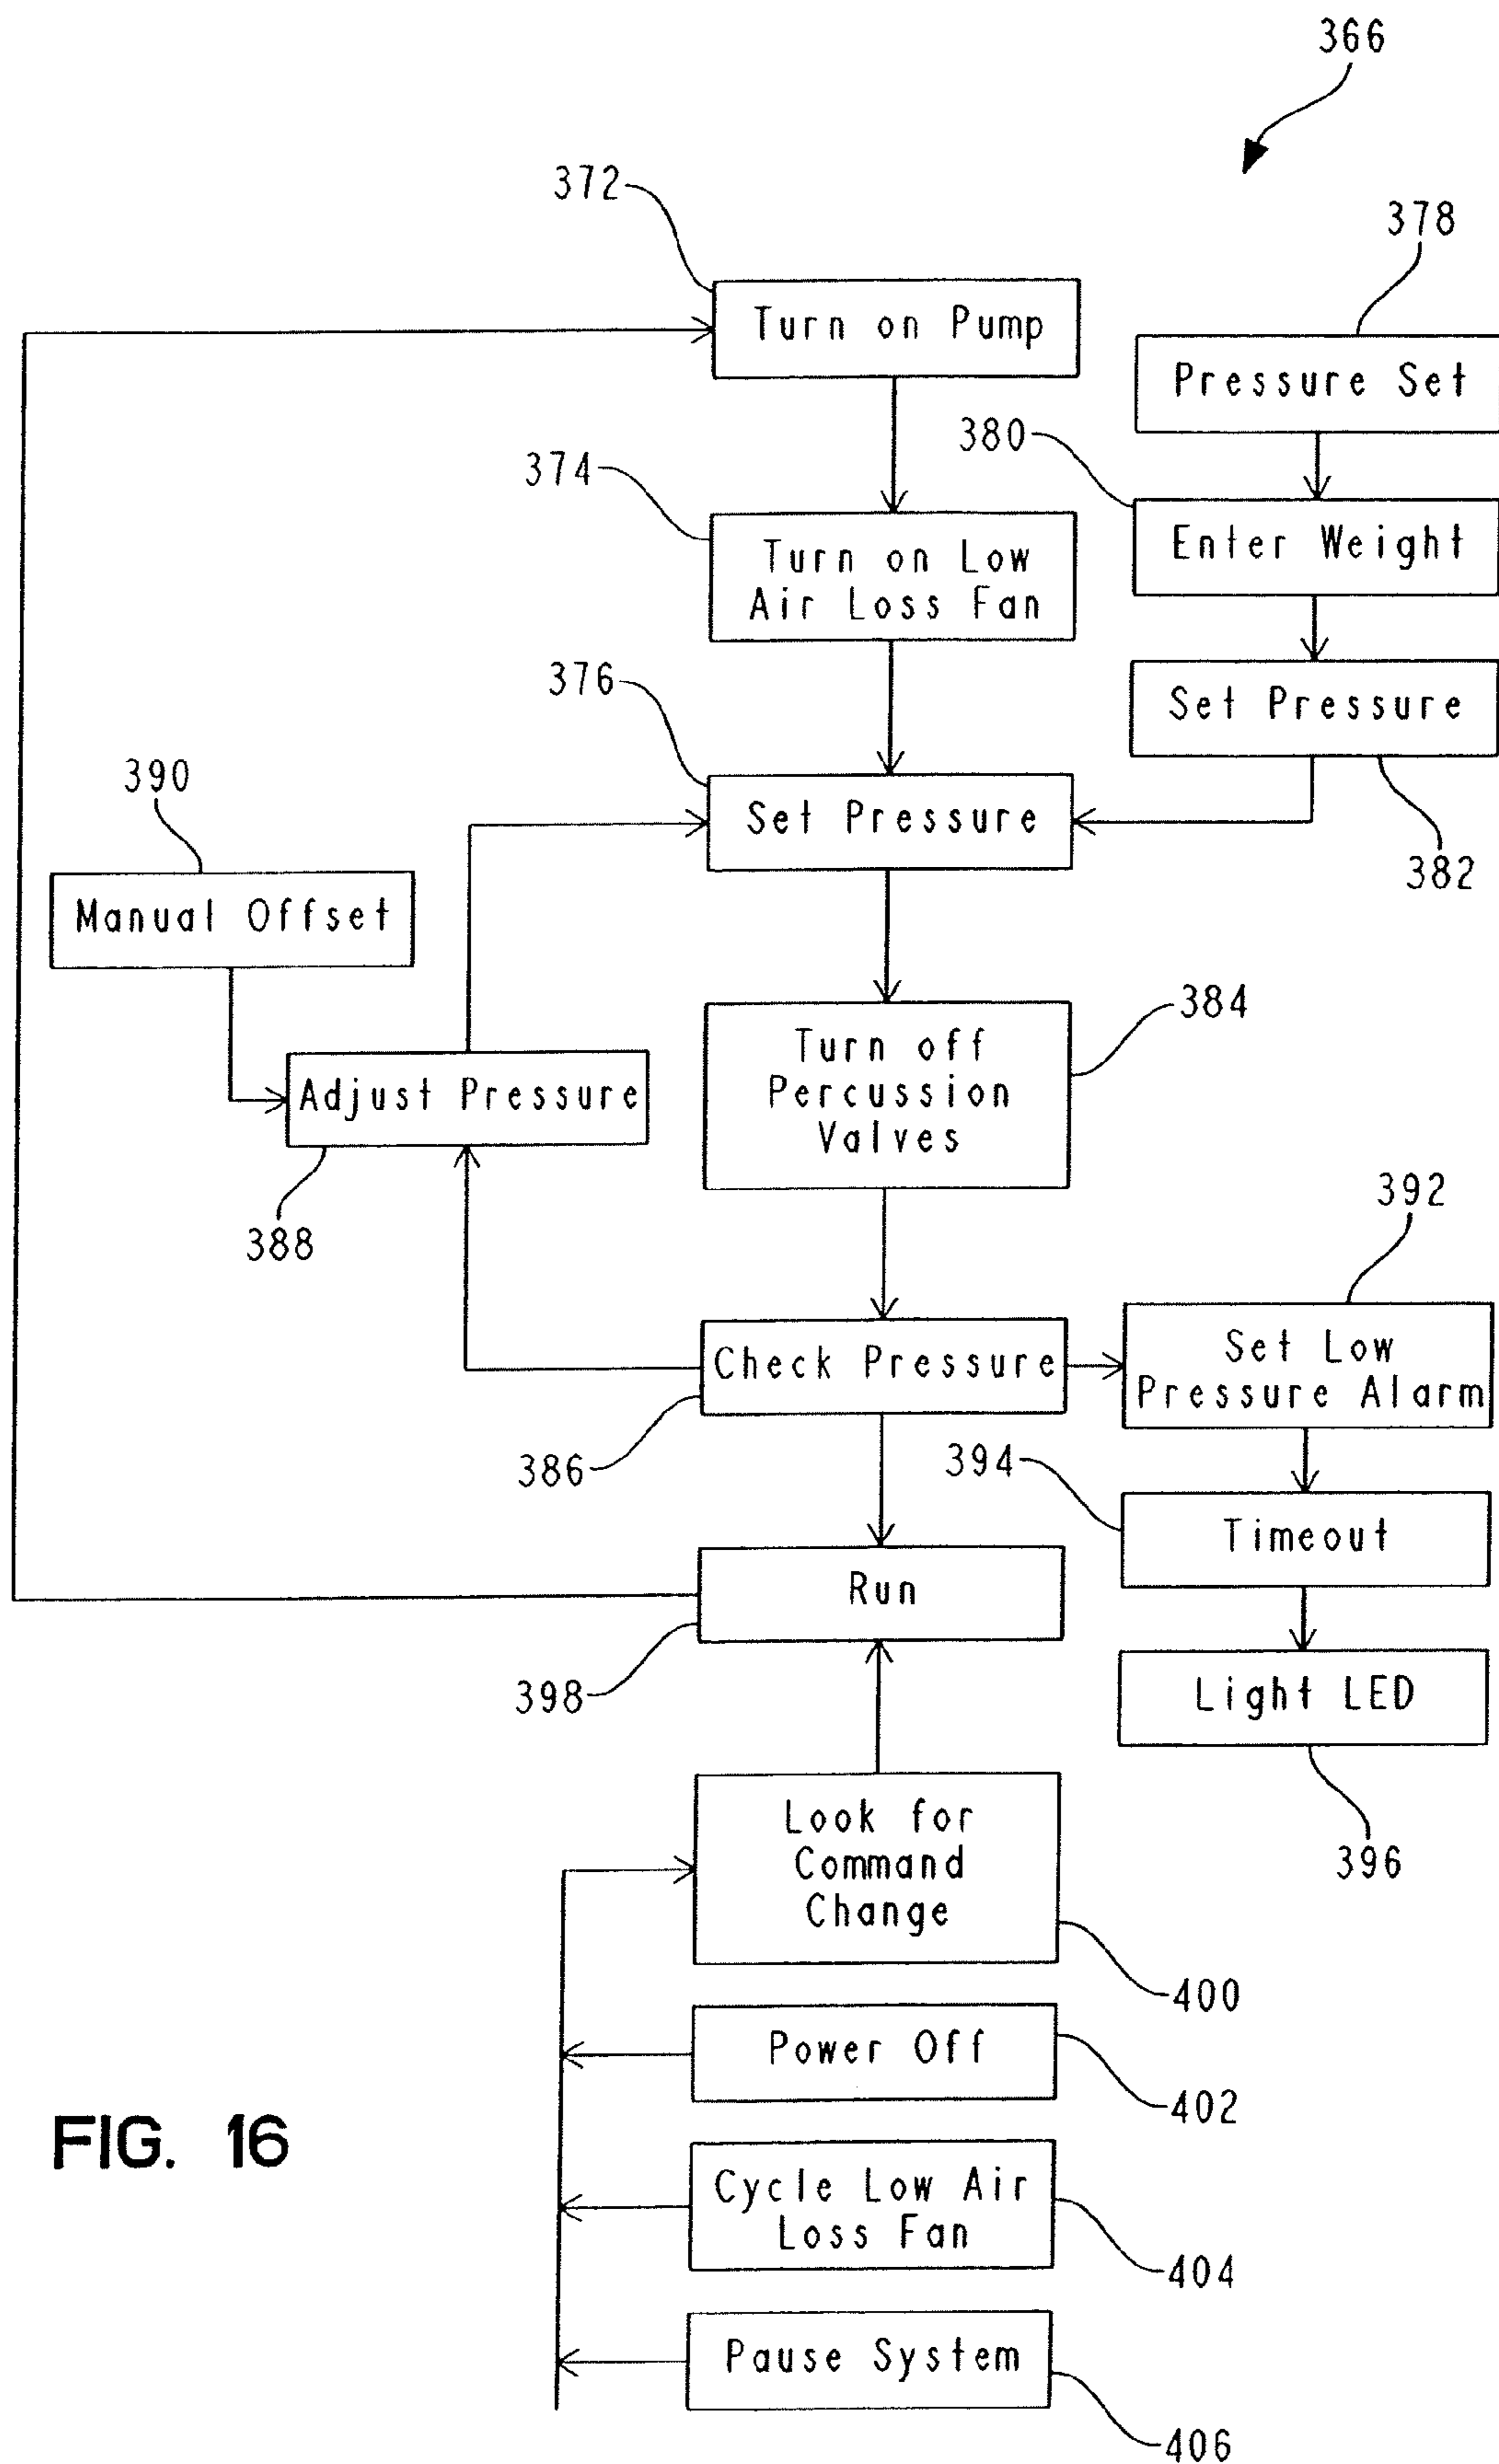 366
372
378
Turn on Pump
Pressure Set
380
374
Enter Weight
Turn on Low
Air Loss Fan
376
Set Pressure
390
Set Pressure
382
Manual Offset
384
Turn off
Percussion
Valves
Adjust Pressure
388
392
Check Pressure
Set Low
Pressure Alarm
386
394
Timeout
Run
398
Light LED
396
Look for
Command
Change
400
Power Off
402
FIG. 16
Cycle Low Air
Loss Fan
404
Pause System
406